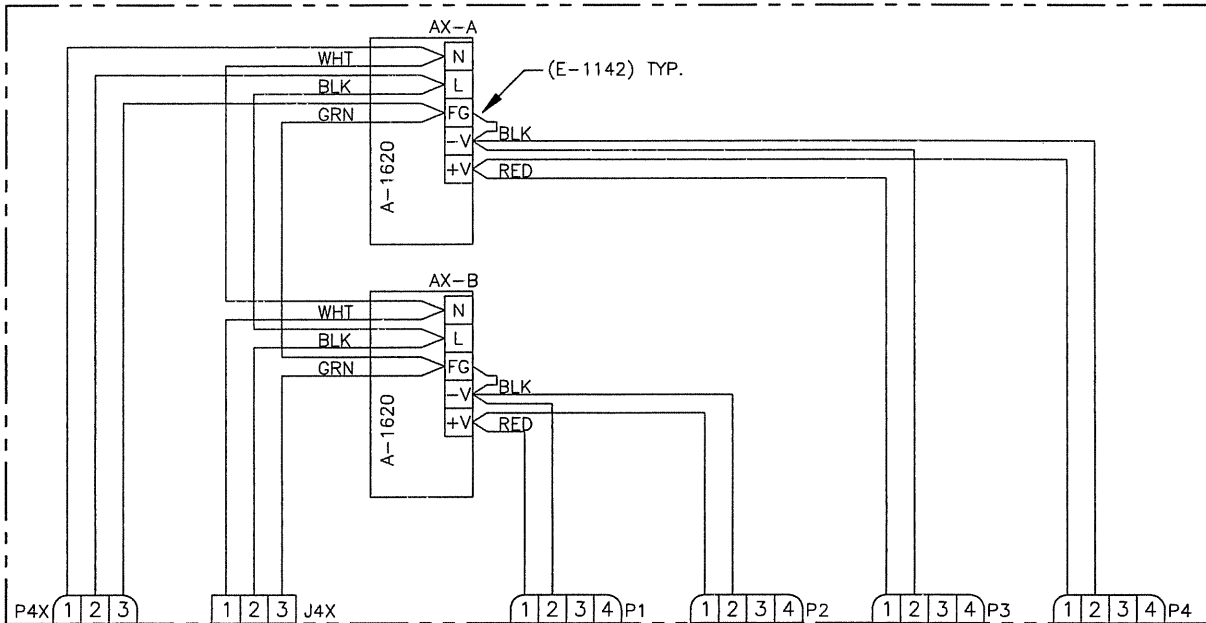 AX-A
WHT
N
(E-1142) TYP.
BLK
L
GRN
FG
-V
BLK
+V
RED
A-1620
AX-B
WHT
N
BLK
L
GRN
FG
-V
BLK
+V
RED
A-1620
P4X 1 2 3
1 2 3 J4X
1 2 3 4 P1
1 2 3 4 P2
1 2 3 4 P3
1 2 3 4 P4